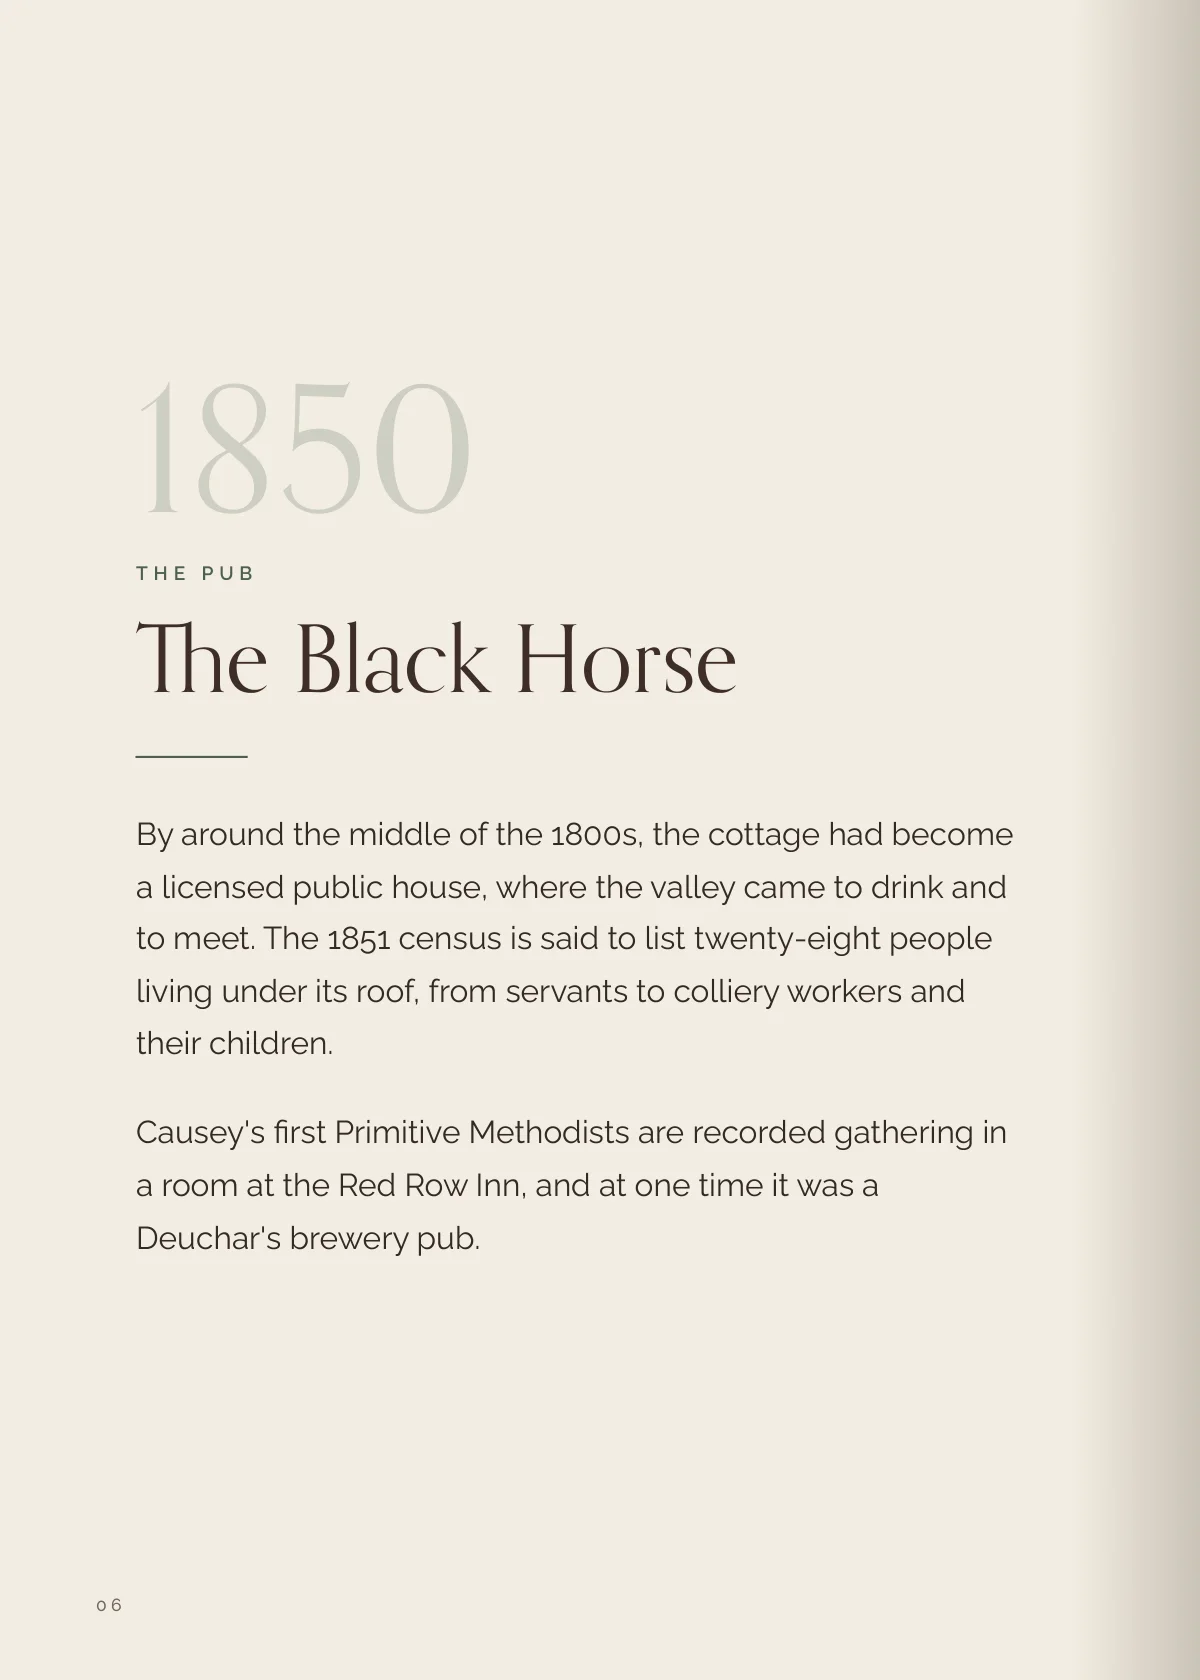 1850
THE PUB
The Black Horse
By around the middle of the 1800s, the cottage had become
a licensed public house, where the valley came to drink and
to meet. The 1851 census is said to list twenty-eight people
living under its roof, from servants to colliery workers and
their children.
Causey's first Primitive Methodists are recorded gathering in
a room at the Red Row Inn, and at one time it was a
Deuchar's brewery pub.
06